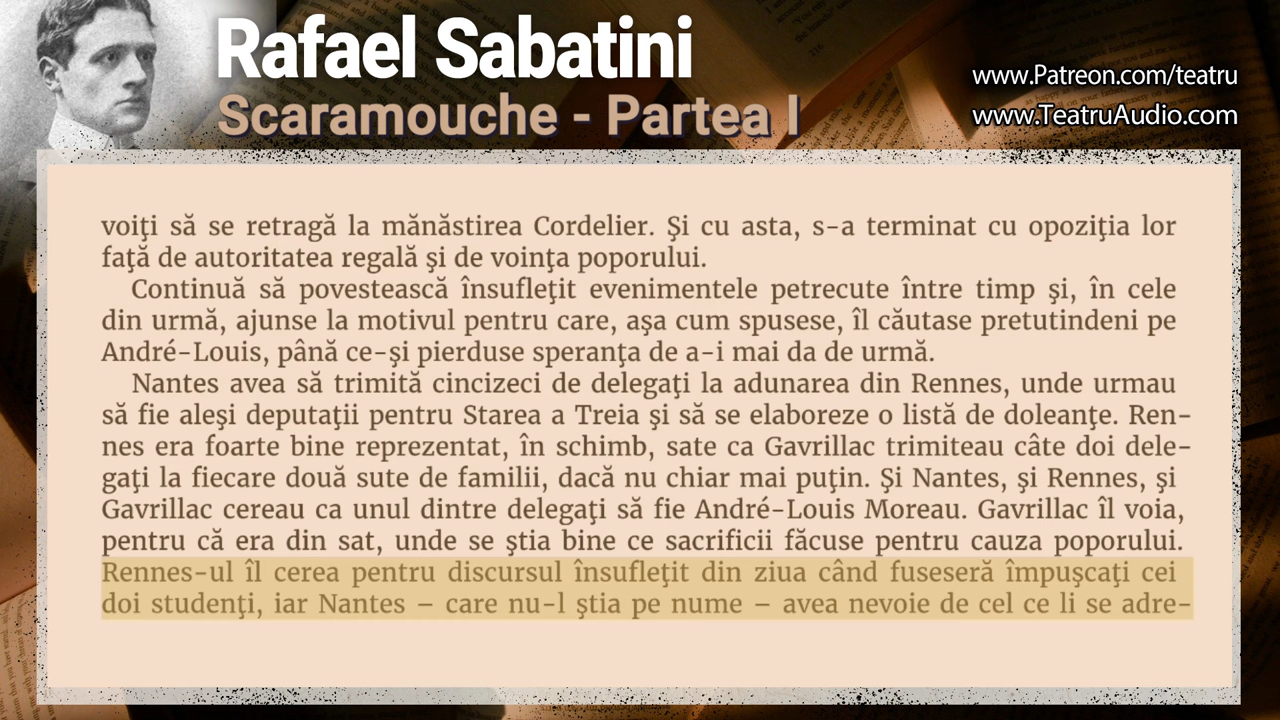 Rafael Sabatini
Scaramouche - Partea I
www.Patreon.com/teatru
www.TeatruAudio.com
voiţi să se retragă la mănăstirea Cordelier. Şi cu asta, s-a terminat cu opoziţia lor
faţă de autoritatea regală şi de voinţa poporului.
Continuă să povestească însufleţit evenimentele petrecute între timp şi, în cele
din urmă, ajunse la motivul pentru care, aşa cum spusese, îl căutase pretutindeni pe
André-Louis, până ce-şi pierduse speranţa de a-i mai da de urmă.
Nantes avea să trimită cincizeci de delegaţi la adunarea din Rennes, unde urmau
să fie aleşi deputaţii pentru Starea a Treia şi să se elaboreze o listă de doleanţe. Ren-
nes era foarte bine reprezentat, în schimb, sate ca Gavrillac trimiteau câte doi dele-
gaţi la fiecare două sute de familii, dacă nu chiar mai puţin. Şi Nantes, şi Rennes, şi
Gavrillac cereau ca unul dintre delegaţi să fie André-Louis Moreau. Gavrillac îl voia,
pentru că era din sat, unde se ştia bine ce sacrificii făcuse pentru cauza poporului.
Rennes-ul îl cerea pentru discursul însufleţit din ziua când fuseseră împuşcaţi cei
doi studenţi, iar Nantes – care nu-l ştia pe nume – avea nevoie de cel ce li se adre-